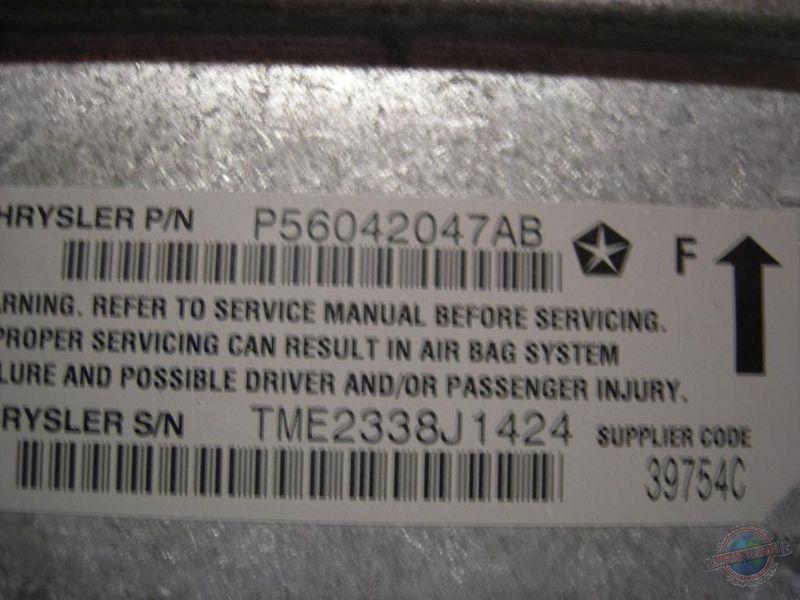 HRYSLER P/N P56042047AB F
ARNING. REFER TO SERVICE MANUAL BEFORE SERVICING.
PROPER SERVICING CAN RESULT IN AIR BAG SYSTEM
LURE AND POSSIBLE DRIVER AND/OR PASSENGER INJURY.
RYSLER S/N TME2338J1424 SUPPLIER CODE
39754C